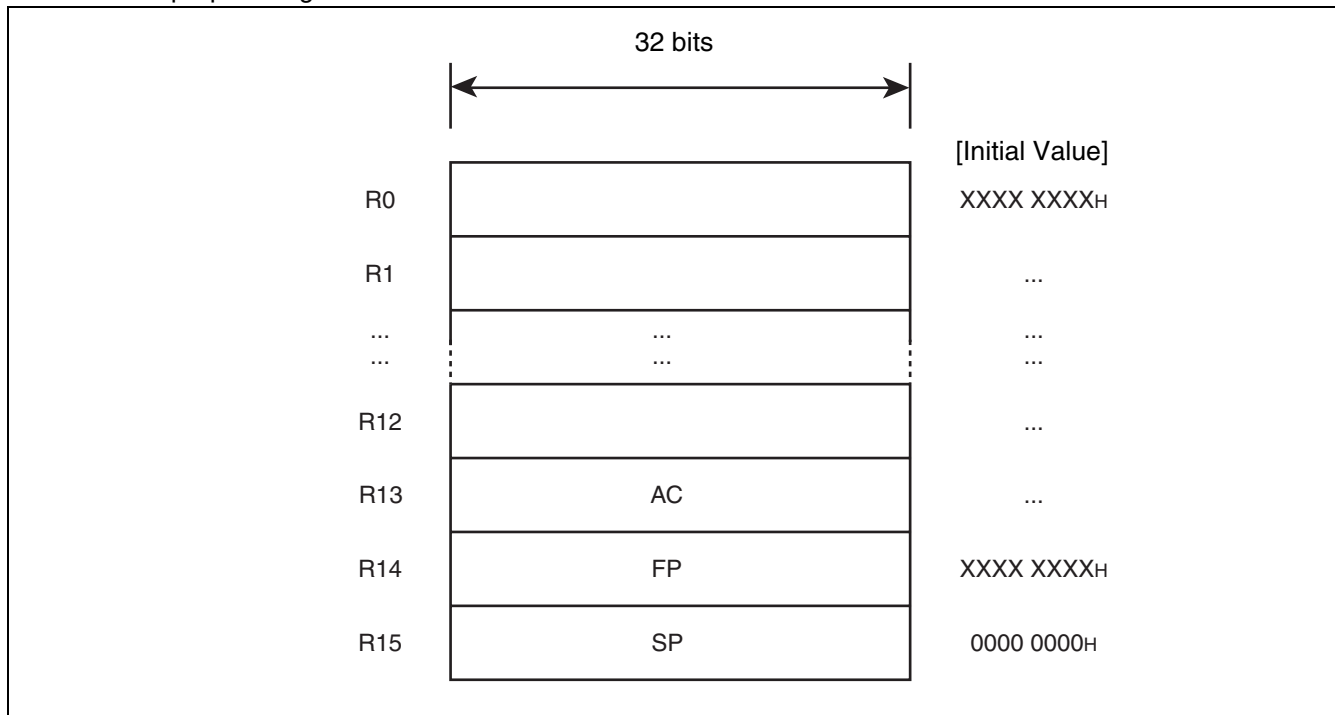 32 bits
[Initial Value]
R0 XXXX XXXXH
R1 ...
... ... ...
... ... ...
R12 ...
R13 AC ...
R14 FP XXXX XXXXH
R15 SP 0000 0000H